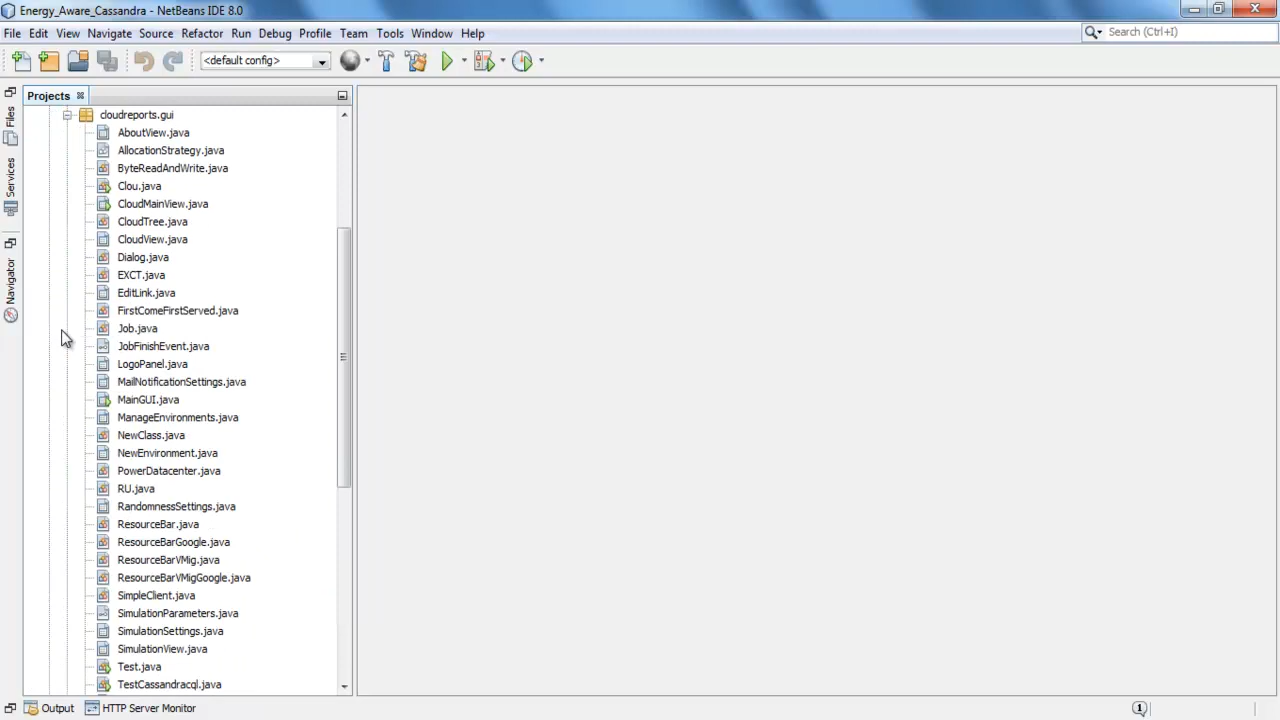 Energy_Aware_Cassandra - NetBeans IDE 8.0
File Edit View Navigate Source Refactor Run Debug Profile Team Tools Window Help
Search (Ctrl+I)
<default config>
Projects
Files
Services
Navigator
cloudreports.gui
AboutView.java
AllocationStrategy.java
ByteReadAndWrite.java
Clou.java
CloudMainView.java
CloudTree.java
CloudView.java
Dialog.java
EXCT.java
EditLink.java
FirstComeFirstServed.java
Job.java
JobFinishEvent.java
LogoPanel.java
MailNotificationSettings.java
MainGUI.java
ManageEnvironments.java
NewClass.java
NewEnvironment.java
PowerDatacenter.java
RU.java
RandomnessSettings.java
ResourceBar.java
ResourceBarGoogle.java
ResourceBarVMig.java
ResourceBarVMigGoogle.java
SimpleClient.java
SimulationParameters.java
SimulationSettings.java
SimulationView.java
Test.java
TestCassandracql.java
Output
HTTP Server Monitor
1